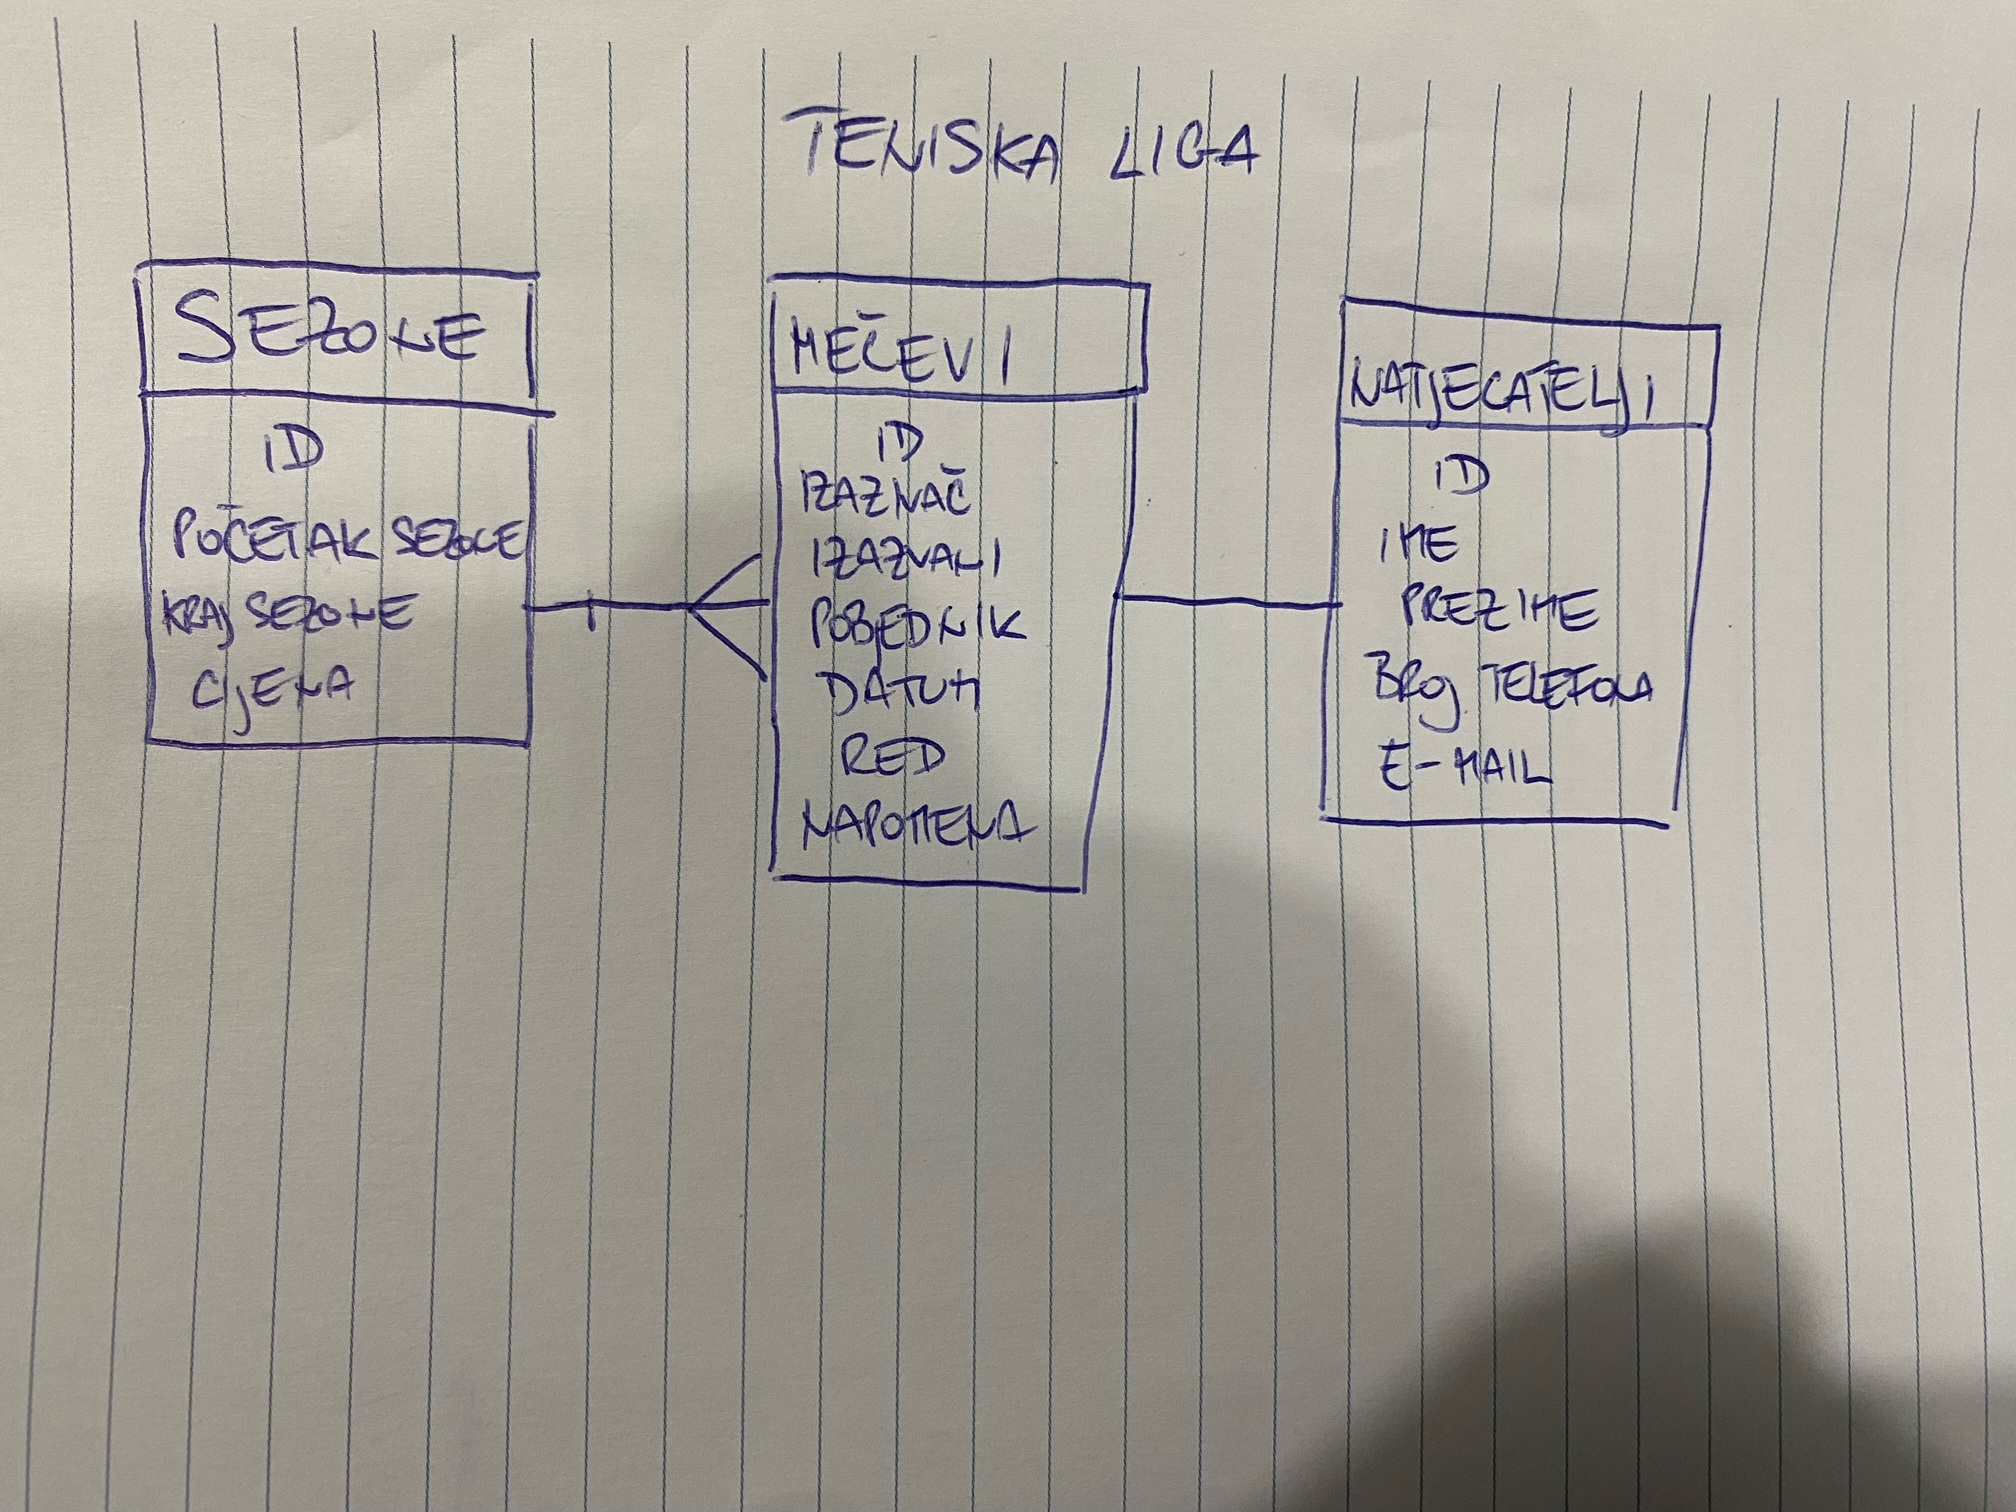 TENISKA LIGA
SEZONE
ID
POČETAK SEZONE
KRAJ SEZONE
CIJENA
MEČEVI
ID
IZAZNAČ
IZAZVANI
POBJEDNIK
DATUM
RED
NAPOMENA
NATJECATELJI
ID
IME
PREZIME
BROJ TELEFONA
E-MAIL